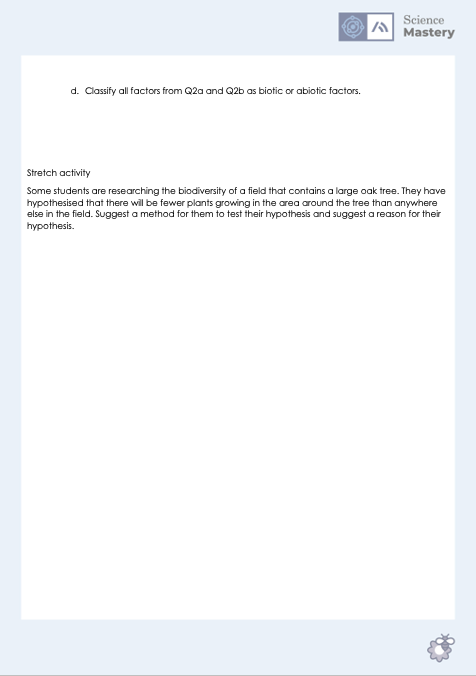 Science
Mastery
d. Classify all factors from Q2a and Q2b as biotic or abiotic factors.
Stretch activity
Some students are researching the biodiversity of a field that contains a large oak tree. They have
hypothesised that there will be fewer plants growing in the area around the tree than anywhere
else in the field. Suggest a method for them to test their hypothesis and suggest a reason for their
hypothesis.